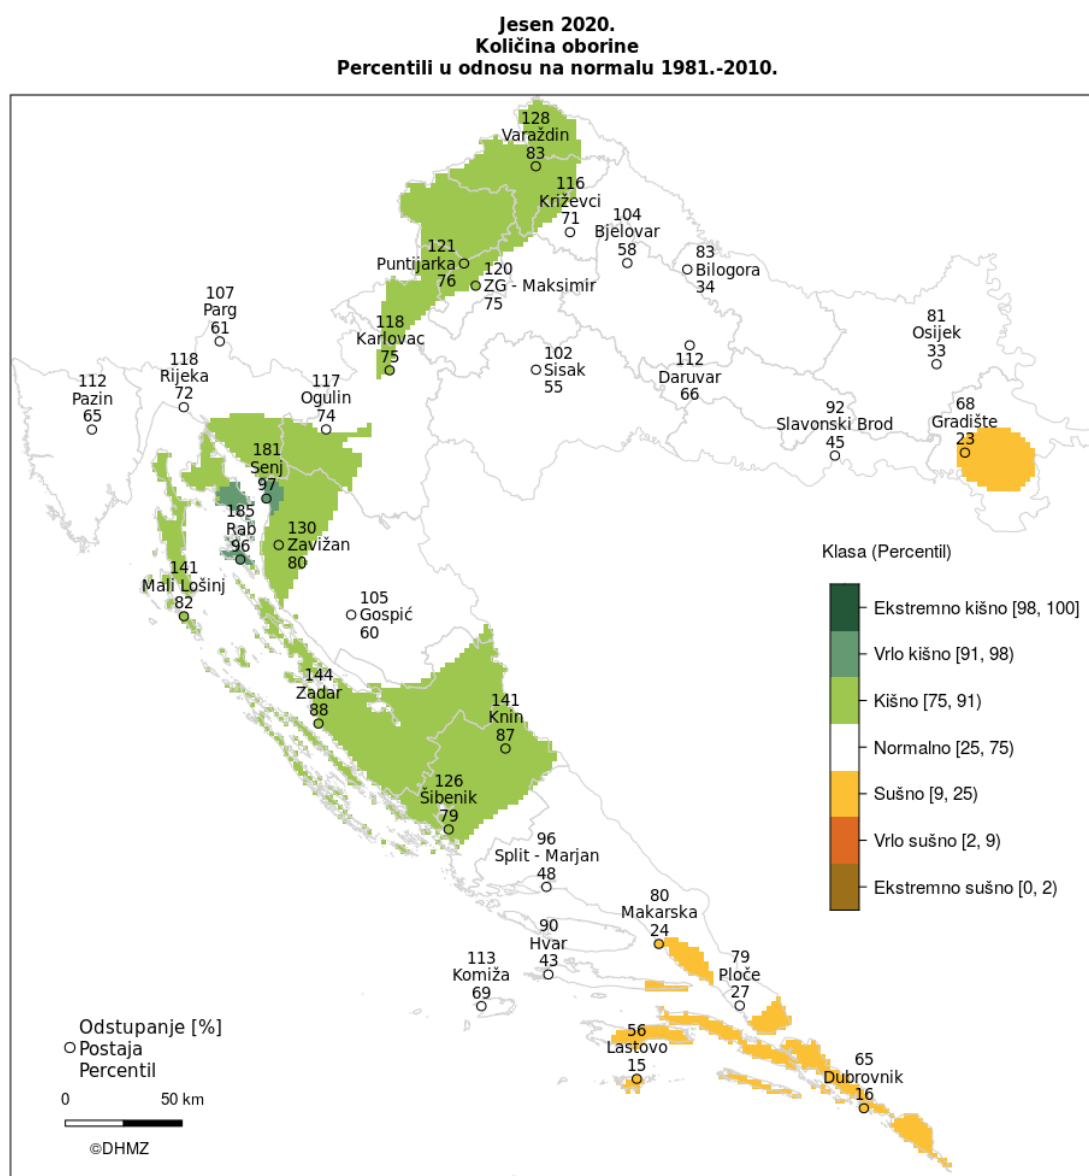 Jesen 2020.
Količina oborine
Percentili u odnosu na normalu 1981.-2010.
128
Varaždin
83
116
Križevci
71
104
Bjelovar
58
83
Bilogora
34
121
Puntijarka
76
120
ZG - Maksimir
75
107
Parg
61
118
Karlovac
75
81
Osijek
33
118
Rijeka
72
112
Pazin
65
117
Ogulin
74
102
Sisak
55
112
Daruvar
66
92
Slavonski Brod
45
68
Gradište
23
181
Senj
97
185
Rab
96
130
Zavižan
80
141
Mali Lošinj
82
105
Gospić
60
144
Zadar
88
141
Knin
87
126
Šibenik
79
96
Split - Marjan
48
80
Makarska
24
90
Hvar
43
113
Komiža
69
79
Ploče
27
56
Lastovo
15
65
Dubrovnik
16
Klasa (Percentil)
Ekstremno kišno [98, 100]
Vrlo kišno [91, 98)
Kišno [75, 91)
Normalno [25, 75)
Sušno [9, 25)
Vrlo sušno [2, 9)
Ekstremno sušno [0, 2)
Odstupanje [%]
Postaja
Percentil
0 50 km
©DHMZ